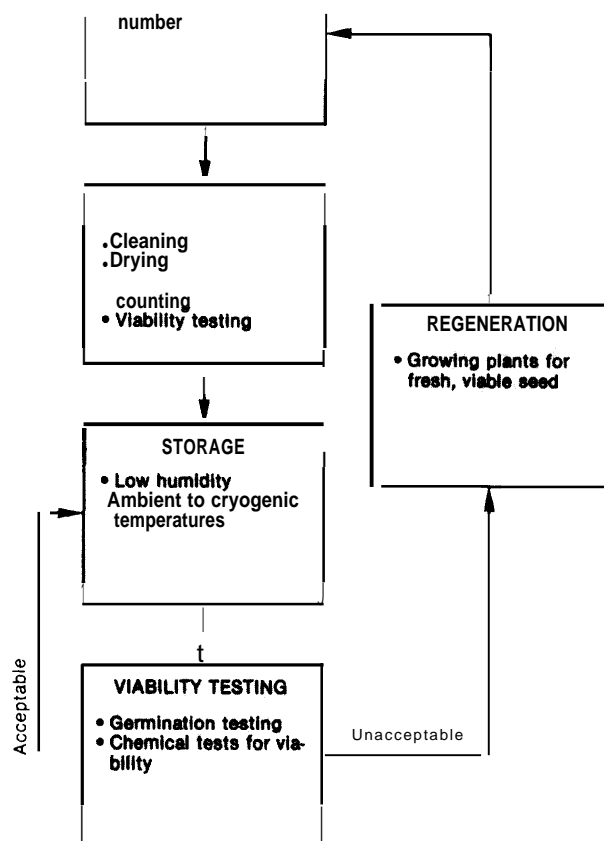 number
.Cleaning
.Drying
counting
• Viability testing
REGENERATION
• Growing plants for
fresh, viable seed
STORAGE
• Low humidity
Ambient to cryogenic
temperatures
Acceptable
t
VIABILITY TESTING
• Germination testing
• Chemical tests for via-
bility
Unacceptable